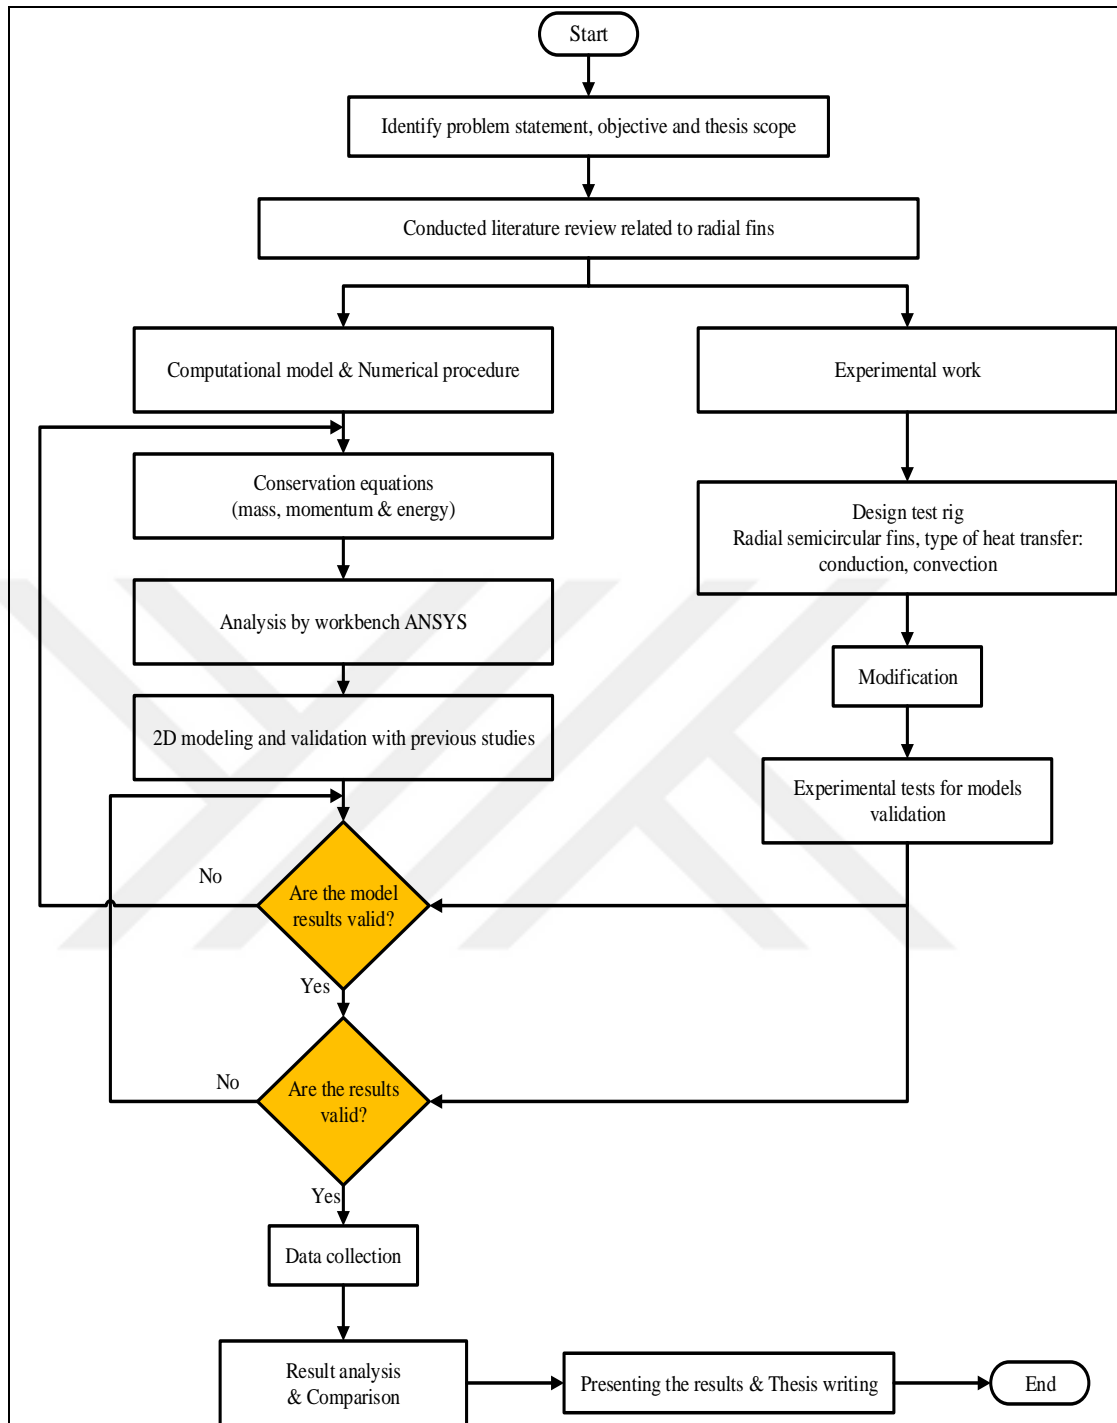 Start
Identify problem statement, objective and thesis scope
Conducted literature review related to radial fins
Computational model & Numerical procedure
Experimental work
Conservation equations
(mass, momentum & energy)
Design test rig
Radial semicircular fins, type of heat transfer:
conduction, convection
Analysis by workbench ANSYS
Modification
2D modeling and validation with previous studies
Experimental tests for models
validation
No
Are the model
results valid?
Yes
No
Are the results
valid?
Yes
Data collection
Result analysis
& Comparison
Presenting the results & Thesis writing
End